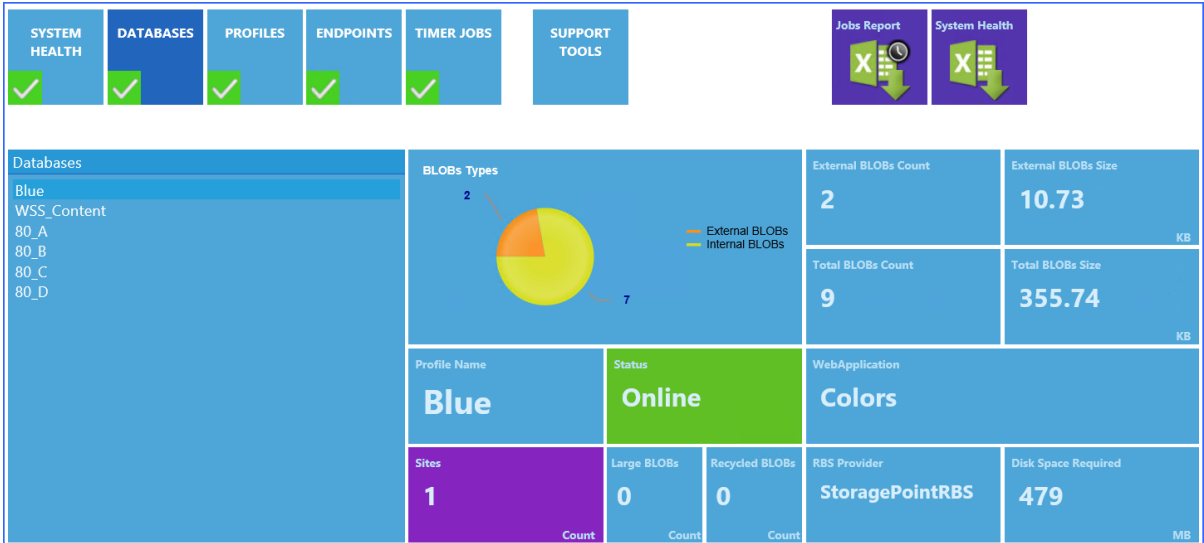 SYSTEM
HEALTH
DATABASES
PROFILES
ENDPOINTS
TIMER JOBS
SUPPORT
TOOLS
Jobs Report
System Health
Databases
Blue
WSS_Content
80_A
80_B
80_C
80_D
BLOBs Types
2
7
External BLOBs
Internal BLOBs
External BLOBs Count
2
External BLOBs Size
10.73
KB
Total BLOBs Count
9
Total BLOBs Size
355.74
KB
Profile Name
Blue
Status
Online
WebApplication
Colors
Sites
1
Count
Large BLOBs
0
Count
Recycled BLOBs
0
Count
RBS Provider
StoragePointRBS
Disk Space Required
479
MB